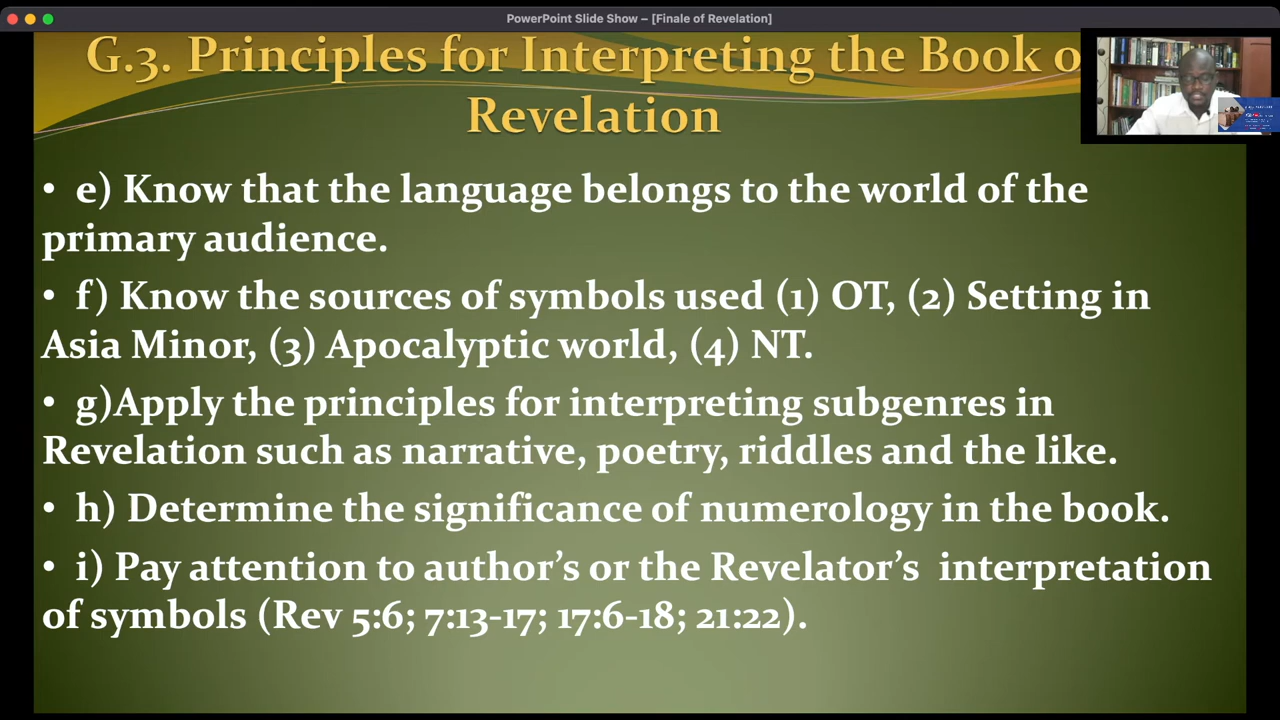 PowerPoint Slide Show – [Finale of Revelation]
G.3. Principles for Interpreting the Book o
Revelation
• e) Know that the language belongs to the world of the
primary audience.
• f) Know the sources of symbols used (1) OT, (2) Setting in
Asia Minor, (3) Apocalyptic world, (4) NT.
• g)Apply the principles for interpreting subgenres in
Revelation such as narrative, poetry, riddles and the like.
• h) Determine the significance of numerology in the book.
• i) Pay attention to author’s or the Revelator’s  interpretation
of symbols (Rev 5:6; 7:13-17; 17:6-18; 21:22).